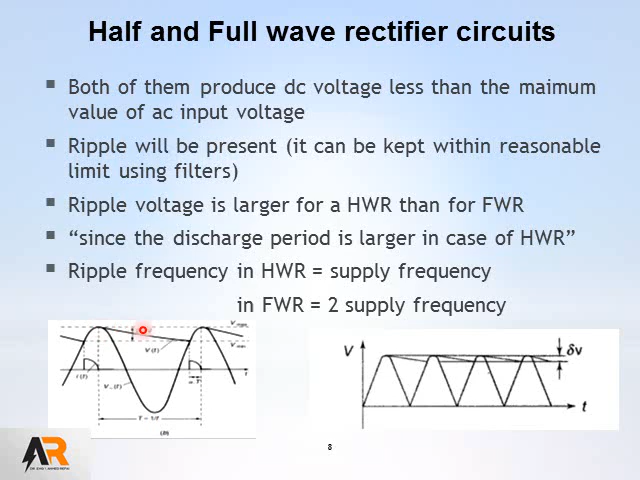 Half and Full wave rectifier circuits
Both of them produce dc voltage less than the maimum
value of ac input voltage
Ripple will be present (it can be kept within reasonable
limit using filters)
Ripple voltage is larger for a HWR than for FWR
“since the discharge period is larger in case of HWR”
Ripple frequency in HWR = supply frequency
in FWR = 2 supply frequency
V(t)
i(t)
T = 1/f
(b)
V
δv
t
AR
8